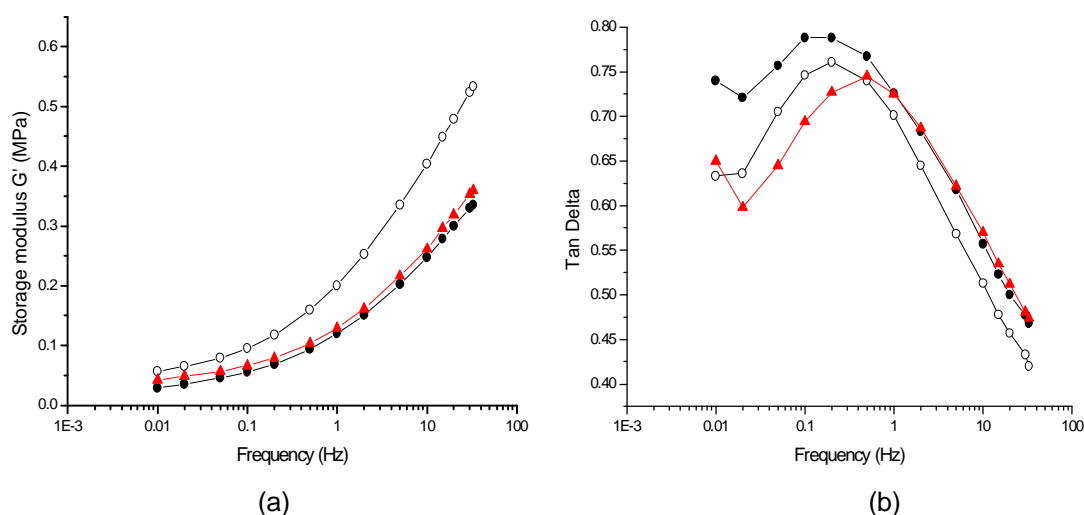 0.6
0.5
0.4
0.3
0.2
0.1
0.0
Storage modulus G' (MPa)
1E-3 0.01 0.1 1 10 100
Frequency (Hz)
(a)
0.80
0.75
0.70
0.65
0.60
0.55
0.50
0.45
0.40
Tan Delta
1E-3 0.01 0.1 1 10 100
Frequency (Hz)
(b)